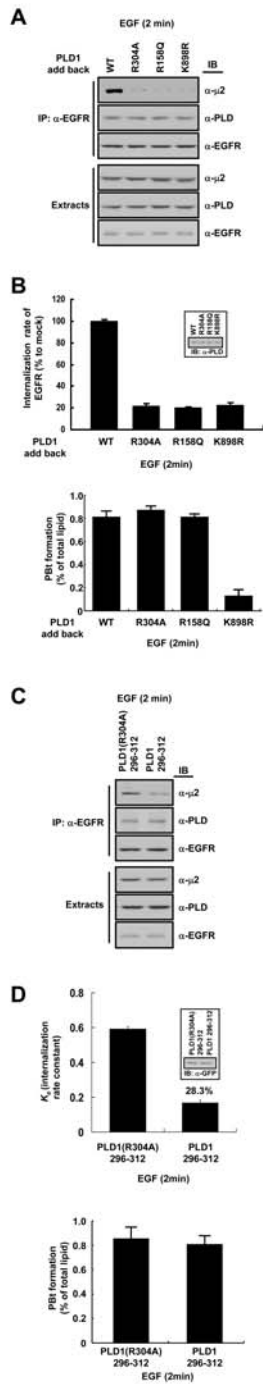 A
EGF (2 min)
PLD1
add back
WT
R304A
R158Q
K898R
IB
IP: α-EGFR
α-μ2
α-PLD
α-EGFR
Extracts
α-μ2
α-PLD
α-EGFR
B
Internalization rate of
EGFR (% to mock)
120
100
80
60
40
20
0
WT
R304A
R158Q
K898R
IB: α-PLD
PLD1
add back
WT
R304A
R158Q
K898R
EGF (2min)
PBt formation
(% of total lipid)
1.0
0.8
0.6
0.4
0.2
0
PLD1
add back
WT
R304A
R158Q
K898R
EGF (2min)
C
EGF (2 min)
PLD1(R304A)
296-312
PLD1
296-312
IB
IP: α-EGFR
α-μ2
α-PLD
α-EGFR
Extracts
α-μ2
α-PLD
α-EGFR
D
(internalization
rate constant)
0.8
0.6
0.4
0.2
0
PLD1(R304A)
296-312
PLD1 296-312
IB: α-GFP
28.3%
PLD1(R304A)
296-312
PLD1
296-312
EGF (2min)
PBt formation
(% of total lipid)
1.0
0.8
0.6
0.4
0.2
0
PLD1(R304A)
296-312
PLD1
296-312
EGF (2min)